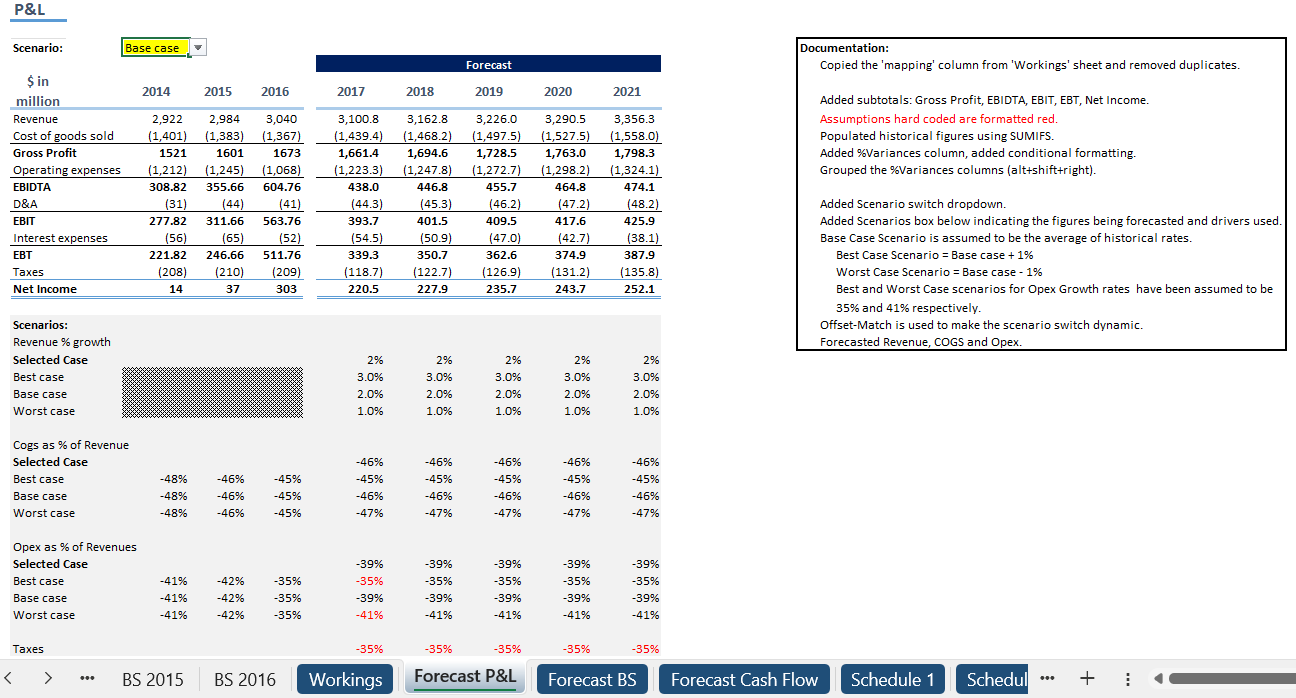 P&L
Scenario: Base case
Forecast
$ in
million 2014 2015 2016 2017 2018 2019 2020 2021
Revenue 2,922 2,984 3,040 3,100.8 3,162.8 3,226.0 3,290.5 3,356.3
Cost of goods sold (1,401) (1,383) (1,367) (1,439.4) (1,468.2) (1,497.5) (1,527.5) (1,558.0)
Gross Profit 1521 1601 1673 1,661.4 1,694.6 1,728.5 1,763.0 1,798.3
Operating expenses (1,212) (1,245) (1,068) (1,223.3) (1,247.8) (1,272.7) (1,298.2) (1,324.1)
EBIDTA 308.82 355.66 604.76 438.0 446.8 455.7 464.8 474.1
D&A (31) (44) (41) (44.3) (45.3) (46.2) (47.2) (48.2)
EBIT 277.82 311.66 563.76 393.7 401.5 409.5 417.6 425.9
Interest expenses (56) (65) (52) (54.5) (50.9) (47.0) (42.7) (38.1)
EBT 221.82 246.66 511.76 339.3 350.7 362.6 374.9 387.9
Taxes (208) (210) (209) (118.7) (122.7) (126.9) (131.2) (135.8)
Net Income 14 37 303 220.5 227.9 235.7 243.7 252.1
Scenarios:
Revenue % growth
Selected Case 2% 2% 2% 2% 2%
Best case 3.0% 3.0% 3.0% 3.0% 3.0%
Base case 2.0% 2.0% 2.0% 2.0% 2.0%
Worst case 1.0% 1.0% 1.0% 1.0% 1.0%
Cogs as % of Revenue
Selected Case -46% -46% -46% -46% -46%
Best case -48% -46% -45% -45% -45% -45% -45% -45%
Base case -48% -46% -45% -46% -46% -46% -46% -46%
Worst case -48% -46% -45% -47% -47% -47% -47% -47%
Opex as % of Revenues
Selected Case -39% -39% -39% -39% -39%
Best case -41% -42% -35% -35% -35% -35% -35% -35%
Base case -41% -42% -35% -39% -39% -39% -39% -39%
Worst case -41% -42% -35% -41% -41% -41% -41% -41%
Taxes -35% -35% -35% -35% -35%
Documentation:
Copied the 'mapping' column from 'Workings' sheet and removed duplicates.
Added subtotals: Gross Profit, EBIDTA, EBIT, EBT, Net Income.
Assumptions hard coded are formatted red.
Populated historical figures using SUMIFS.
Added %Variances column, added conditional formatting.
Grouped the %Variances columns (alt+shift+right).
Added Scenario switch dropdown.
Added Scenarios box below indicating the figures being forecasted and drivers used.
Base Case Scenario is assumed to be the average of historical rates.
Best Case Scenario = Base case + 1%
Worst Case Scenario = Base case - 1%
Best and Worst Case scenarios for Opex Growth rates have been assumed to be
35% and 41% respectively.
Offset-Match is used to make the scenario switch dynamic.
Forecasted Revenue, COGS and Opex.
BS 2015 BS 2016 Workings Forecast P&L Forecast BS Forecast Cash Flow Schedule 1 Schedul